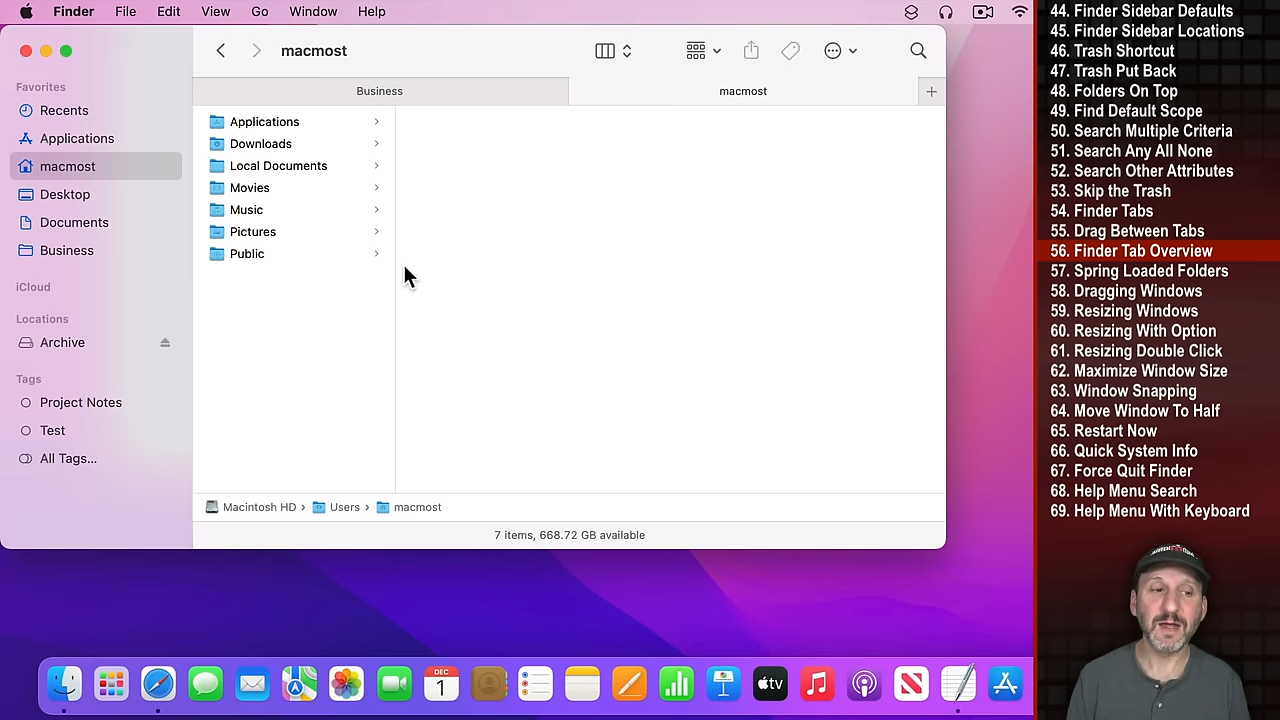 Finder File Edit View Go Window Help
macmost
Business
macmost
Favorites
Recents
Applications
macmost
Desktop
Documents
Business
iCloud
Locations
Archive
Tags
Project Notes
Test
All Tags...
Applications
Downloads
Local Documents
Movies
Music
Pictures
Public
Macintosh HD › Users › macmost
7 items, 668.72 GB available
DEC
1
tv
44. Finder Sidebar Defaults
45. Finder Sidebar Locations
46. Trash Shortcut
47. Trash Put Back
48. Folders On Top
49. Find Default Scope
50. Search Multiple Criteria
51. Search Any All None
52. Search Other Attributes
53. Skip the Trash
54. Finder Tabs
55. Drag Between Tabs
56. Finder Tab Overview
57. Spring Loaded Folders
58. Dragging Windows
59. Resizing Windows
60. Resizing With Option
61. Resizing Double Click
62. Maximize Window Size
63. Window Snapping
64. Move Window To Half
65. Restart Now
66. Quick System Info
67. Force Quit Finder
68. Help Menu Search
69. Help Menu With Keyboard